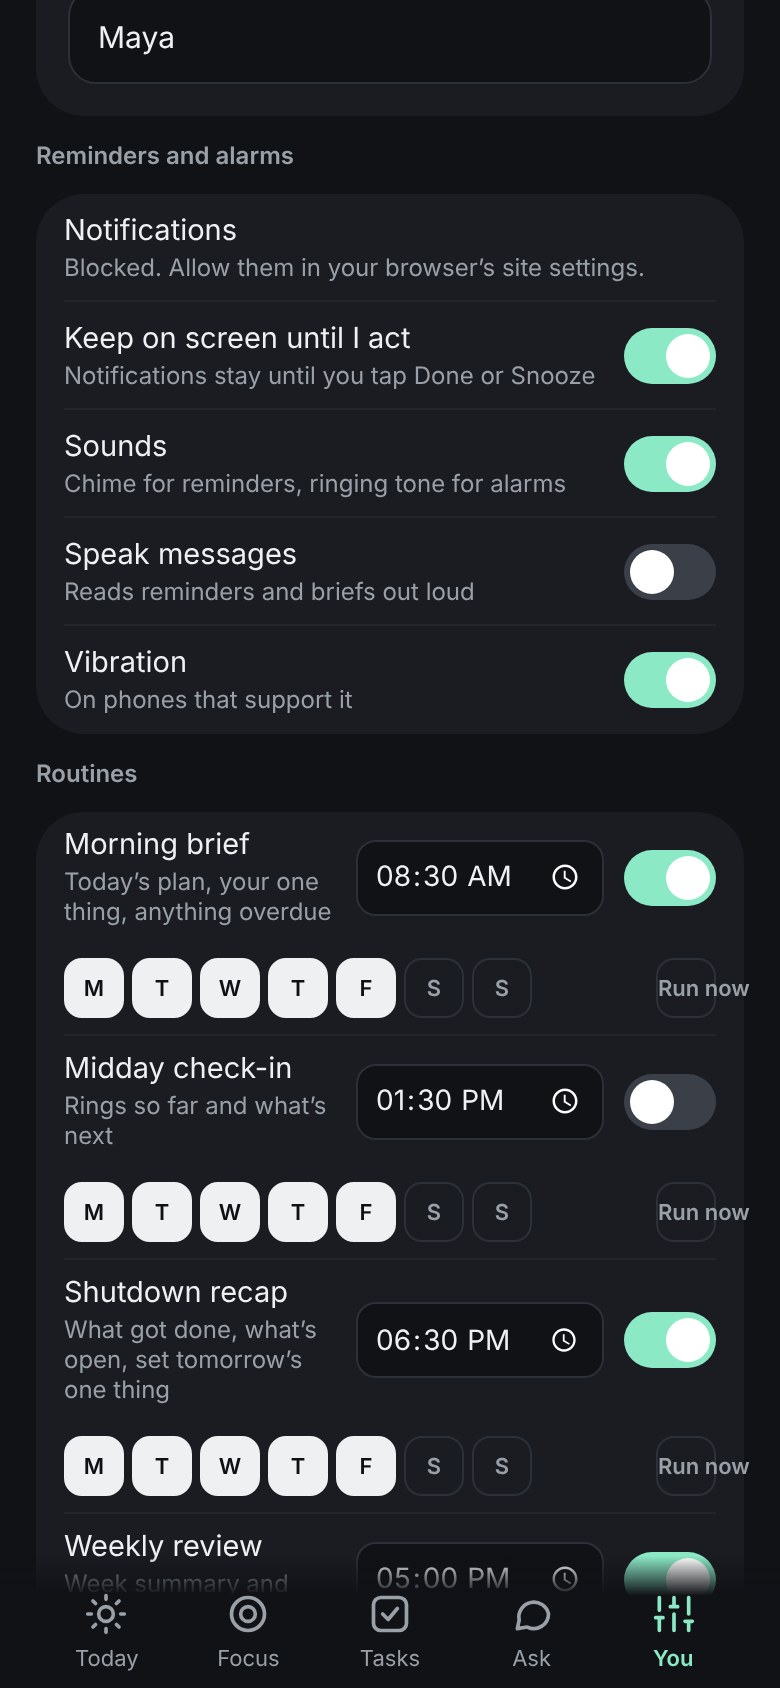 Maya
Reminders and alarms
Notifications
Blocked. Allow them in your browser’s site settings.
Keep on screen until I act
Notifications stay until you tap Done or Snooze
Sounds
Chime for reminders, ringing tone for alarms
Speak messages
Reads reminders and briefs out loud
Vibration
On phones that support it
Routines
Morning brief
Today’s plan, your one
thing, anything overdue
08:30 AM
M T W T F S S Run now
Midday check-in
Rings so far and what’s
next
01:30 PM
M T W T F S S Run now
Shutdown recap
What got done, what’s
open, set tomorrow’s
one thing
06:30 PM
M T W T F S S Run now
Weekly review
Week summary and
05:00 PM
Today Focus Tasks Ask You